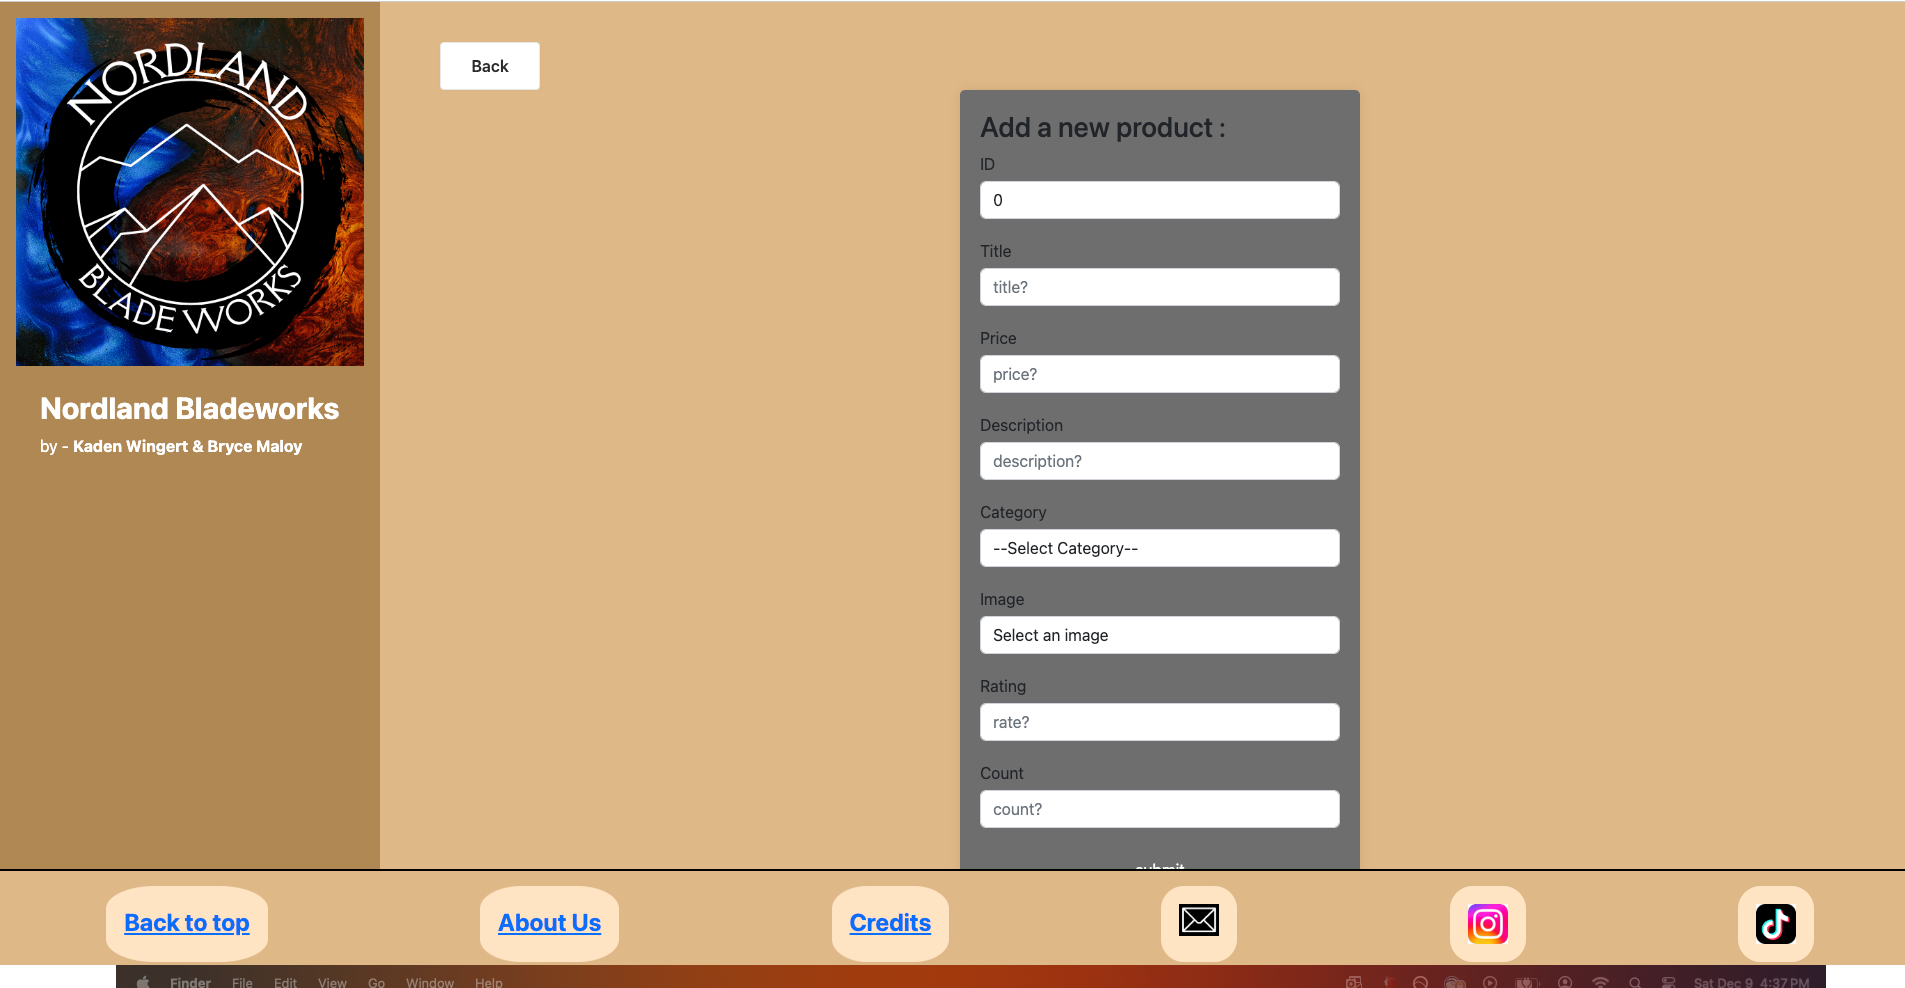 NORDLAND
BLADE WORKS
Nordland Bladeworks
by - Kaden Wingert & Bryce Maloy
Back
Add a new product :
ID
0
Title
title?
Price
price?
Description
description?
Category
--Select Category--
Image
Select an image
Rating
rate?
Count
count?
submit
Back to top
About Us
Credits
Finder File Edit View Go Window Help Sat Dec 9 4:37 PM